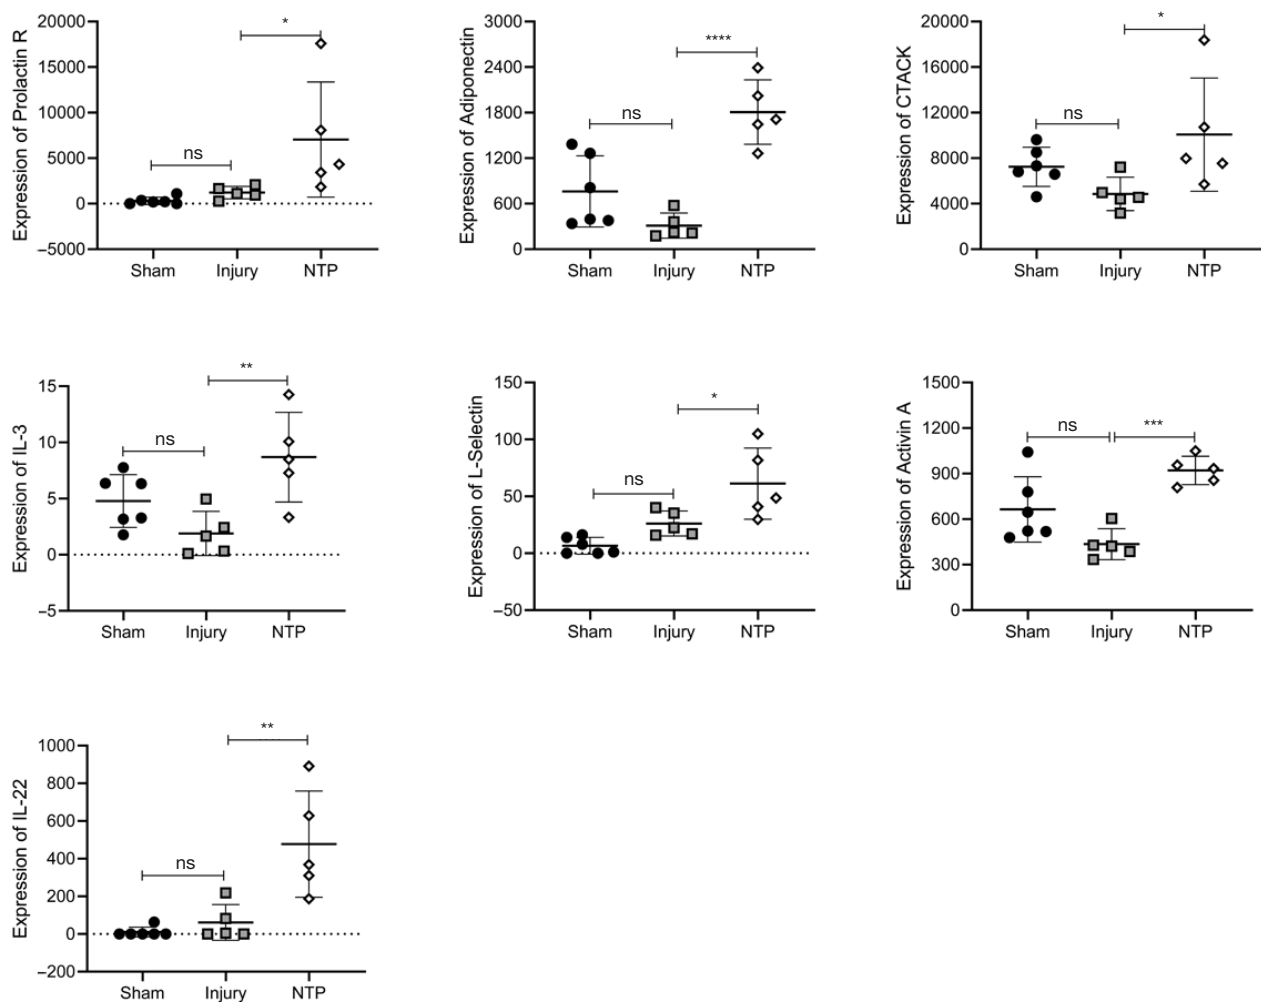 Expression of Prolactin R
20000
15000
10000
5000
0
–5000
ns
*
Sham Injury NTP
Expression of Adiponectin
3000
2400
1800
1200
600
0
ns
****
Sham Injury NTP
Expression of CTACK
20000
16000
12000
8000
4000
0
ns
*
Sham Injury NTP
Expression of IL-3
15
10
5
0
–5
ns
**
Sham Injury NTP
Expression of L-Selectin
150
100
50
0
–50
ns
*
Sham Injury NTP
Expression of Activin A
1500
1200
900
600
300
0
ns
***
Sham Injury NTP
Expression of IL-22
1000
800
600
400
200
0
–200
ns
**
Sham Injury NTP